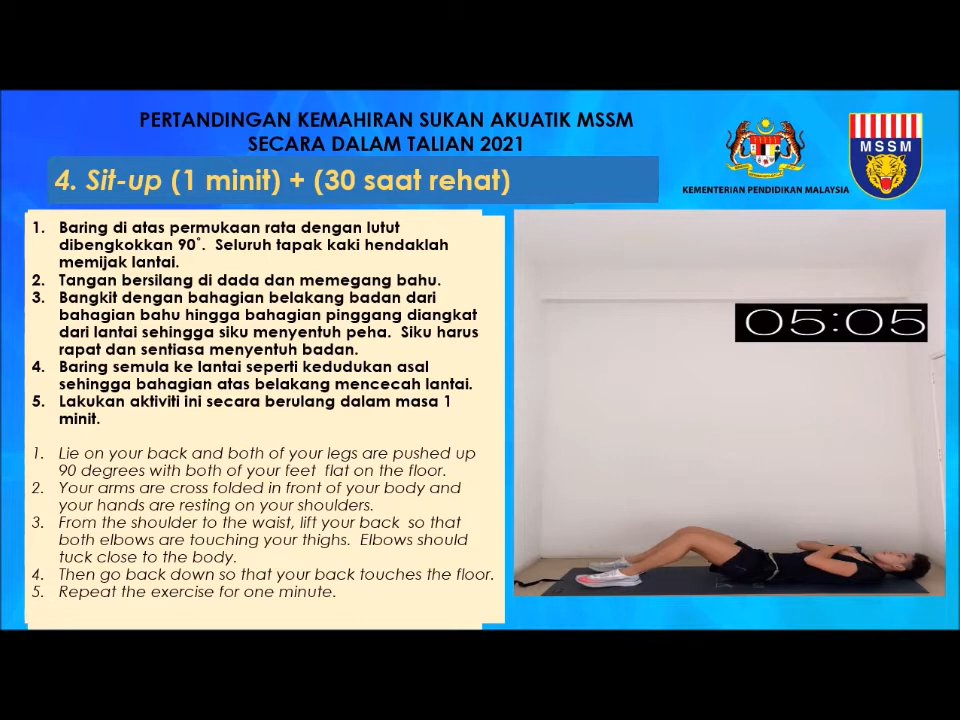 PERTANDINGAN KEMAHIRAN SUKAN AKUATIK MSSM
SECARA DALAM TALIAN 2021
4. Sit-up (1 minit) + (30 saat rehat)
KEMENTERIAN PENDIDIKAN MALAYSIA
MSSM
1. Baring di atas permukaan rata dengan lutut
dibengkokkan 90°. Seluruh tapak kaki hendaklah
memijak lantai.
2. Tangan bersilang di dada dan memegang bahu.
3. Bangkit dengan bahagian belakang badan dari
bahagian bahu hingga bahagian pinggang diangkat
dari lantai sehingga siku menyentuh peha. Siku harus
rapat dan sentiasa menyentuh badan.
4. Baring semula ke lantai seperti kedudukan asal
sehingga bahagian atas belakang mencecah lantai.
5. Lakukan aktiviti ini secara berulang dalam masa 1
minit.
1. Lie on your back and both of your legs are pushed up
90 degrees with both of your feet flat on the floor.
2. Your arms are cross folded in front of your body and
your hands are resting on your shoulders.
3. From the shoulder to the waist, lift your back so that
both elbows are touching your thighs. Elbows should
tuck close to the body.
4. Then go back down so that your back touches the floor.
5. Repeat the exercise for one minute.
05:05